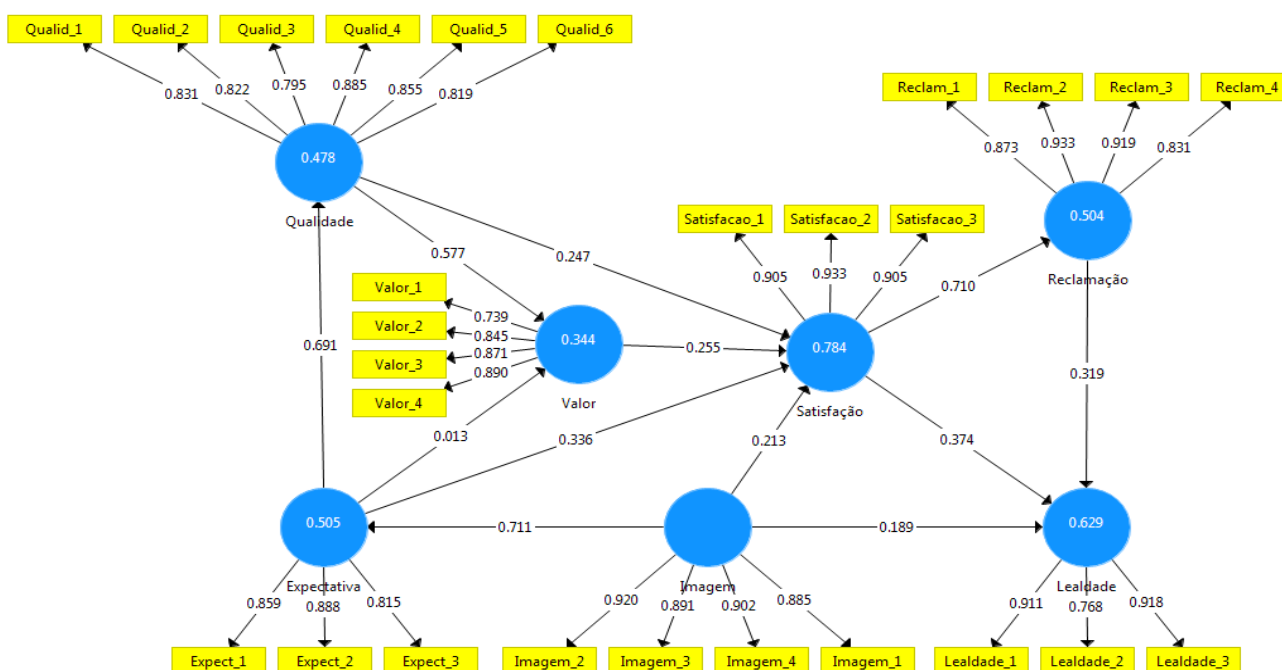 Qualid_1
Qualid_2
Qualid_3
Qualid_4
Qualid_5
Qualid_6
0.831
0.822
0.795
0.885
0.855
0.819
0.478
Qualidade
Reclam_1
Reclam_2
Reclam_3
Reclam_4
0.873
0.933
0.919
0.831
0.504
Reclamação
Satisfacao_1
Satisfacao_2
Satisfacao_3
0.905
0.933
0.905
0.784
Satisfação
0.577
0.247
0.710
Valor_1
Valor_2
Valor_3
Valor_4
0.739
0.845
0.871
0.890
0.344
Valor
0.255
0.691
0.319
0.013
0.336
0.213
0.374
0.505
Expectativa
0.711
Imagem
0.189
0.629
Lealdade
0.859
0.888
0.815
0.920
0.891
0.902
0.885
0.911
0.768
0.918
Expect_1
Expect_2
Expect_3
Imagem_2
Imagem_3
Imagem_4
Imagem_1
Lealdade_1
Lealdade_2
Lealdade_3